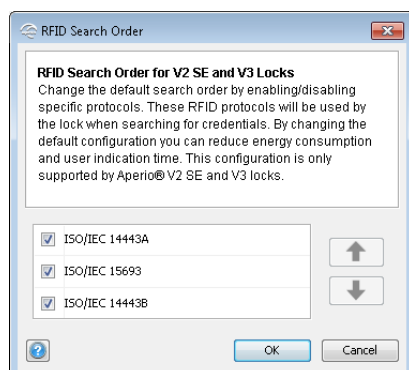 RFID Search Order
RFID Search Order for V2 SE and V3 Locks
Change the default search order by enabling/disabling
specific protocols. These RFID protocols will be used by
the lock when searching for credentials. By changing the
default configuration you can reduce energy consumption
and user indication time. This configuration is only
supported by Aperio® V2 SE and V3 locks.
ISO/IEC 14443A
ISO/IEC 15693
ISO/IEC 14443B
?
OK
Cancel